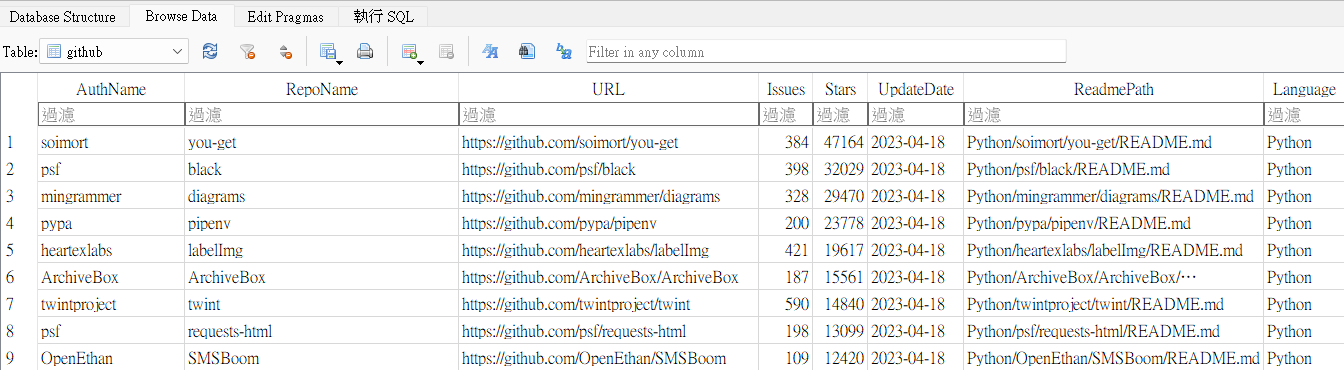 Database Structure Browse Data Edit Pragmas 執行 SQL
Table: github Filter in any column
AuthName RepoName URL Issues Stars UpdateDate ReadmePath Language
過濾 過濾 過濾 過濾 過濾 過濾 過濾 過濾
1 soimort you-get https://github.com/soimort/you-get 384 47164 2023-04-18 Python/soimort/you-get/README.md Python
2 psf black https://github.com/psf/black 398 32029 2023-04-18 Python/psf/black/README.md Python
3 mingrammer diagrams https://github.com/mingrammer/diagrams 328 29470 2023-04-18 Python/mingrammer/diagrams/README.md Python
4 pypa pipenv https://github.com/pypa/pipenv 200 23778 2023-04-18 Python/pypa/pipenv/README.md Python
5 heartexlabs labelImg https://github.com/heartexlabs/labelImg 421 19617 2023-04-18 Python/heartexlabs/labelImg/README.md Python
6 ArchiveBox ArchiveBox https://github.com/ArchiveBox/ArchiveBox 187 15561 2023-04-18 Python/ArchiveBox/ArchiveBox/⋯ Python
7 twintproject twint https://github.com/twintproject/twint 590 14840 2023-04-18 Python/twintproject/twint/README.md Python
8 psf requests-html https://github.com/psf/requests-html 198 13099 2023-04-18 Python/psf/requests-html/README.md Python
9 OpenEthan SMSBoom https://github.com/OpenEthan/SMSBoom 109 12420 2023-04-18 Python/OpenEthan/SMSBoom/README.md Python